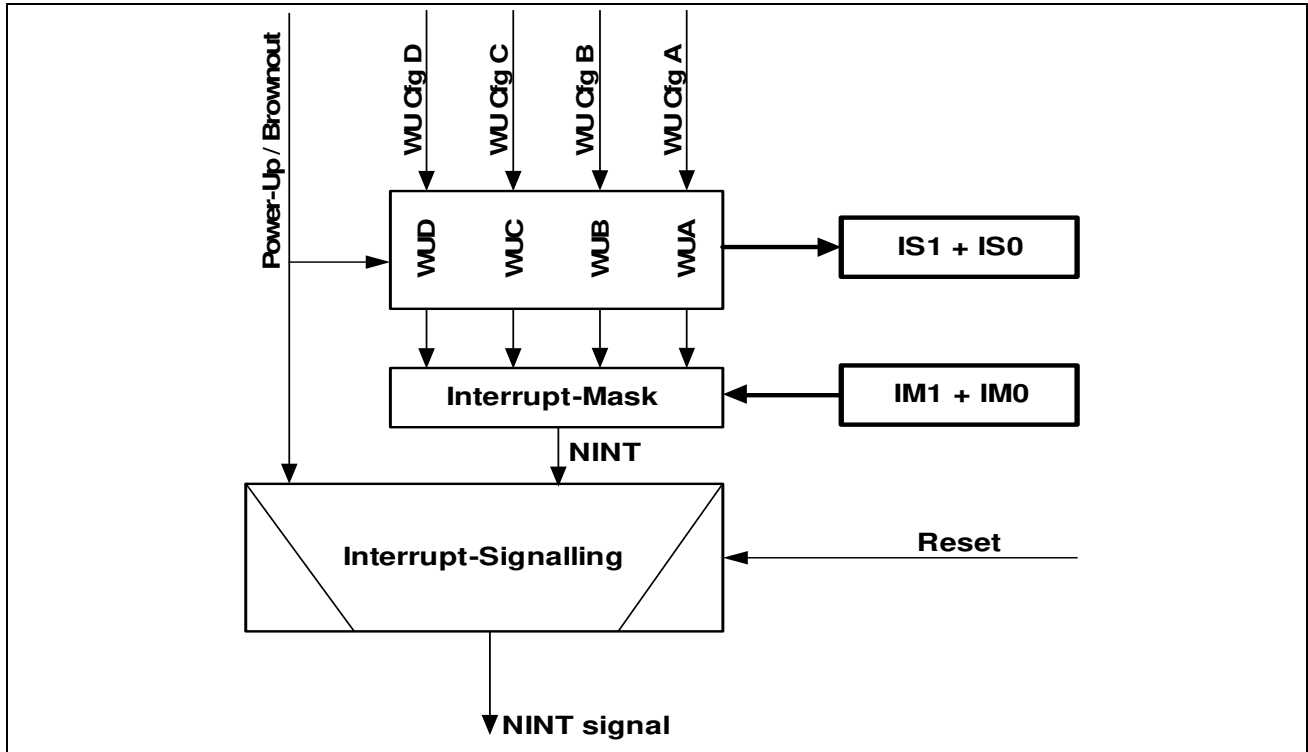 Power-Up / Brownout
WU Cfg D
WU Cfg C
WU Cfg B
WU Cfg A
WUD
WUC
WUB
WUA
IS1 + IS0
Interrupt-Mask
IM1 + IM0
NINT
Interrupt-Signalling
Reset
NINT signal